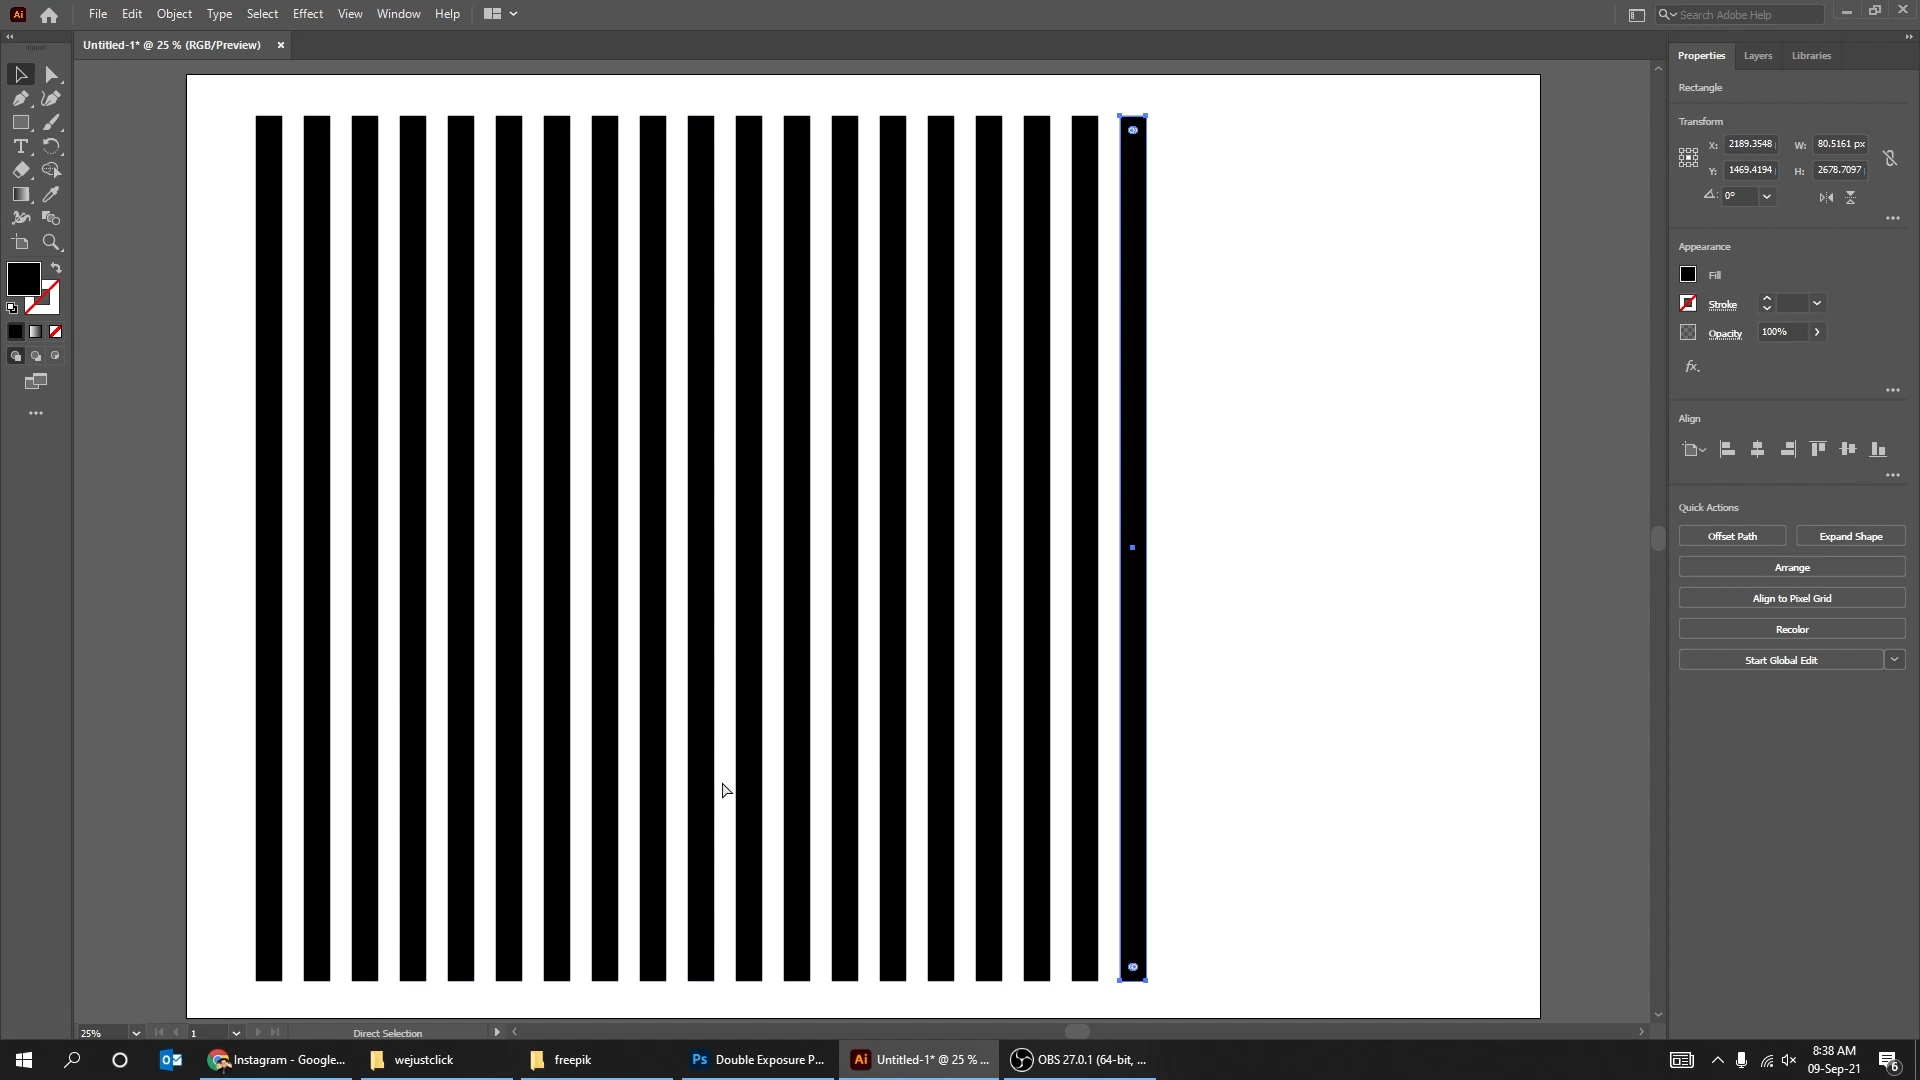 Ai File Edit Object Type Select Effect View Window Help Search Adobe Help
Untitled-1* @ 25 % (RGB/Preview) ×
Properties Layers Libraries
Rectangle
Transform
X: 2189.3548 W: 80.5161 px
Y: 1469.4194 H: 2678.7097
0°
Appearance
Fill
Stroke
Opacity 100%
fx.
Align
Quick Actions
Offset Path Expand Shape
Arrange
Align to Pixel Grid
Recolor
Start Global Edit
25% 1 Direct Selection
Instagram - Google... wejustclick freepik Ps Double Exposure P... Ai Untitled-1* @ 25 % ... OBS 27.0.1 (64-bit, ...
8:38 AM
09-Sep-21
6